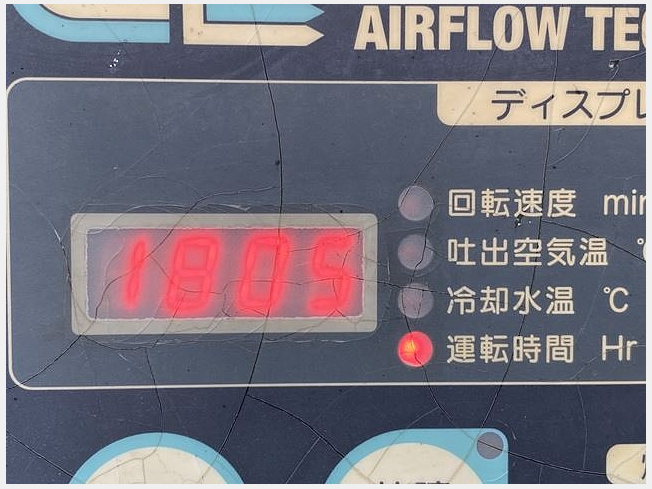 AIRFLOW TE
ディスプレ
1805
回転速度 min
吐出空気温 °
冷却水温 ℃
運転時間 Hr